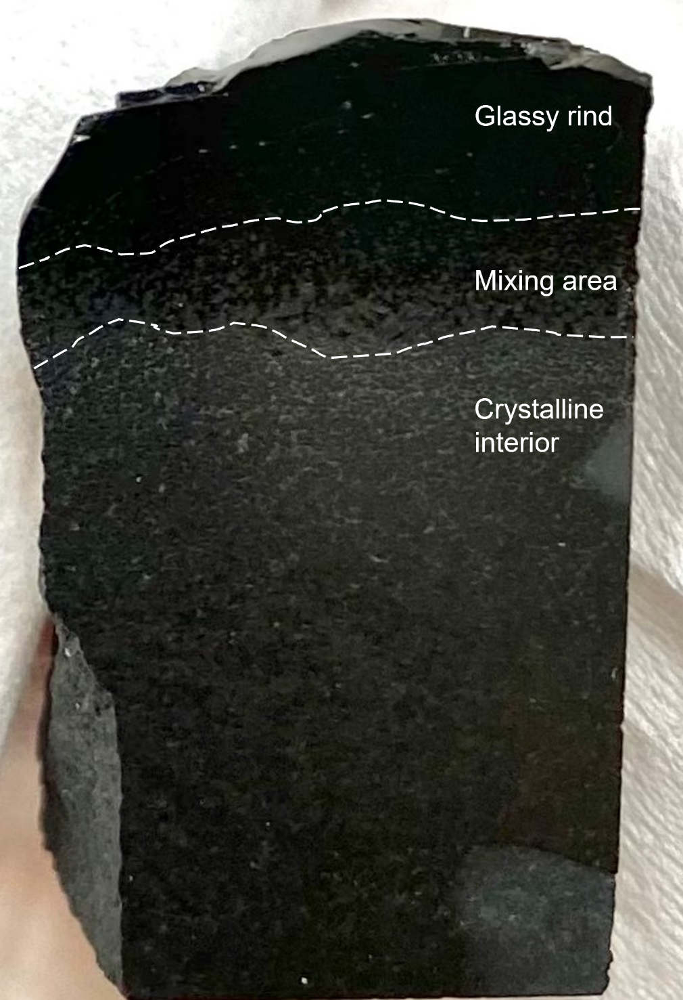 Glassy rind
Mixing area
Crystalline
interior